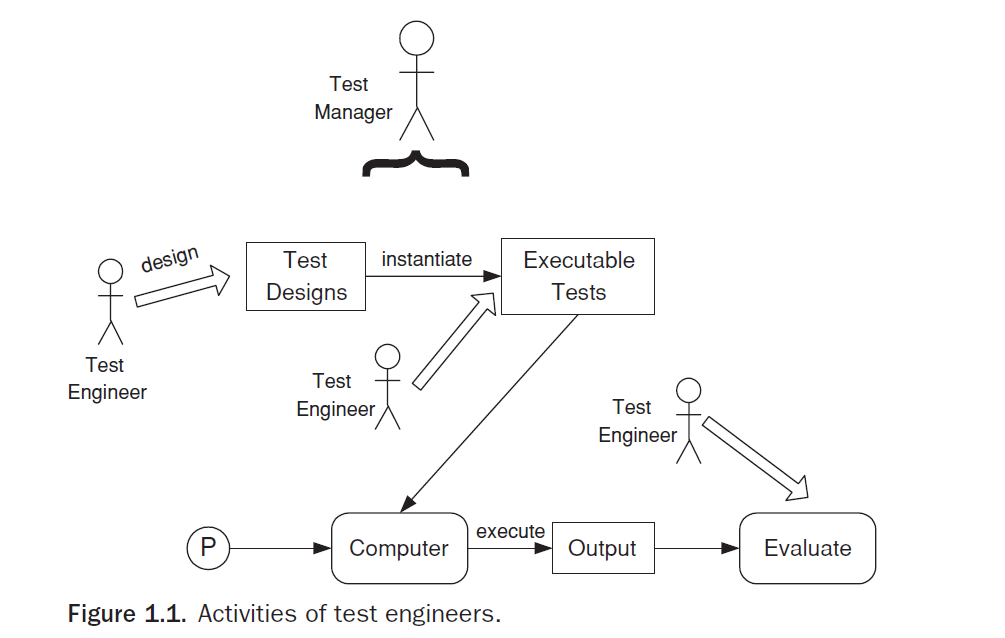 Test
Manager
design
Test
Designs
instantiate
Executable
Tests
Test
Engineer
Test
Engineer
Test
Engineer
P
Computer
execute
Output
Evaluate
Figure 1.1. Activities of test engineers.